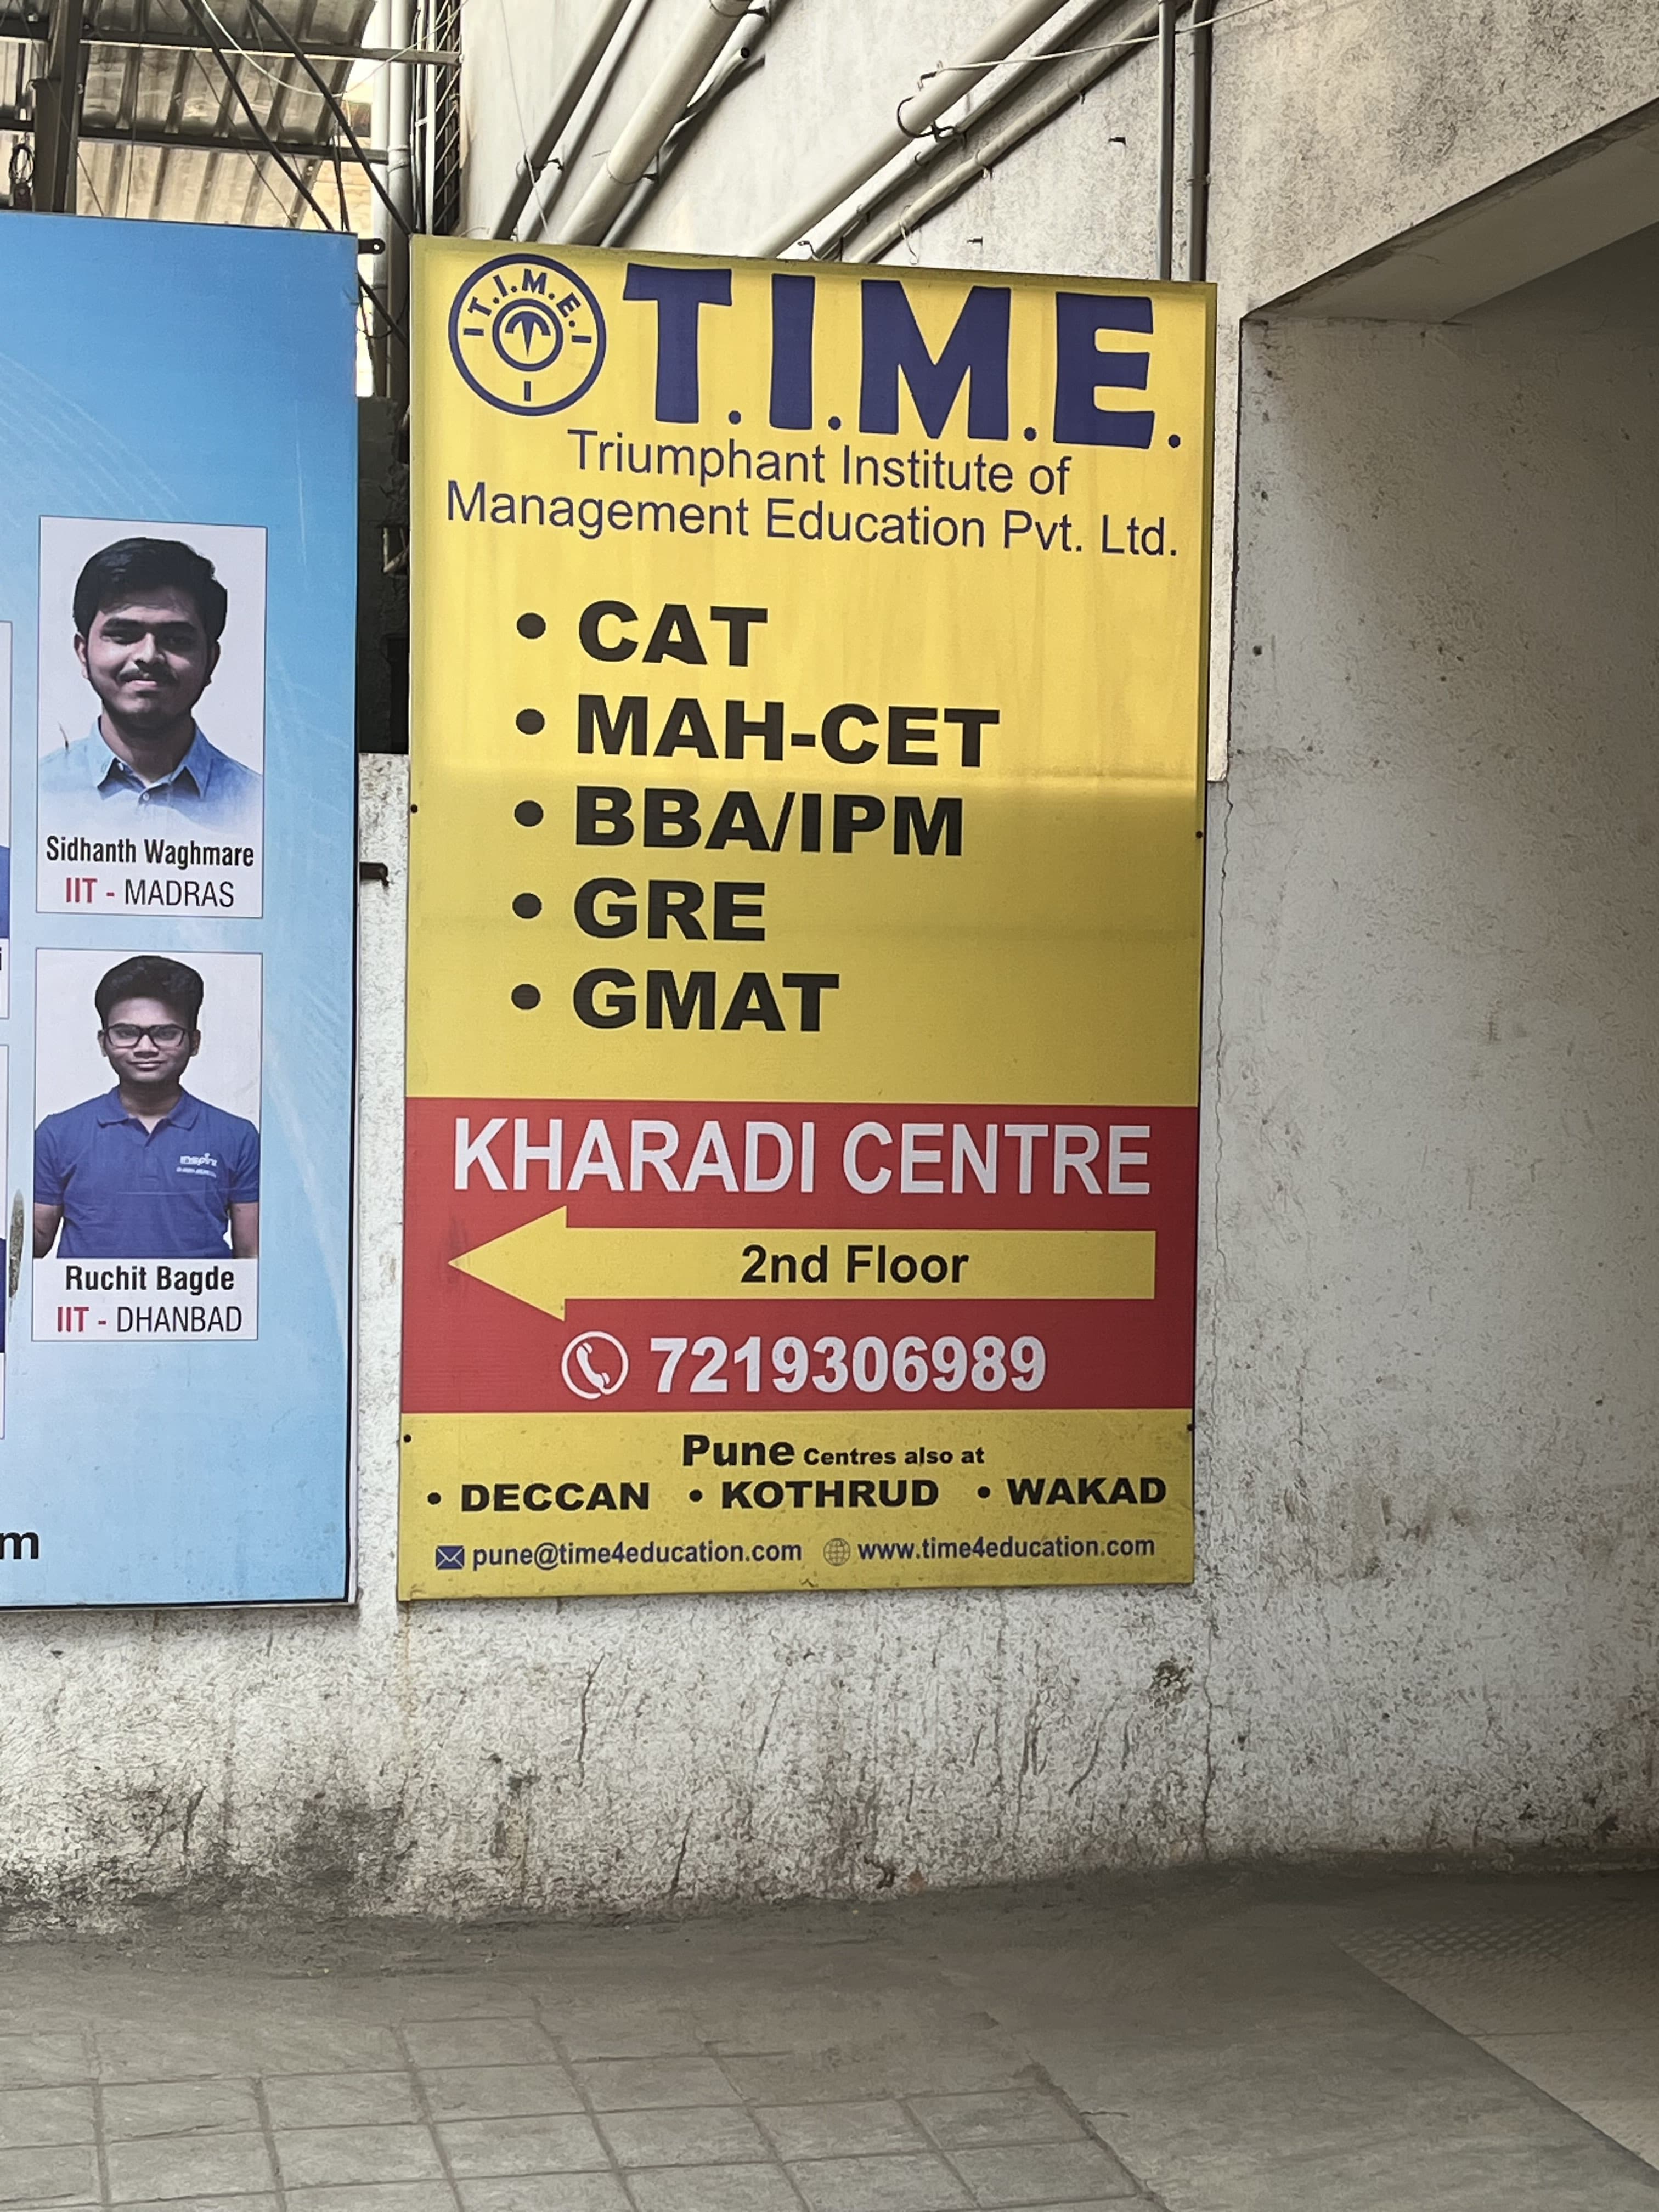 Sidhanth Waghmare
IIT - MADRAS
Ruchit Bagde
IIT - DHANBAD
m
T.I.M.E.
T.I.M.E.
Triumphant Institute of
Management Education Pvt. Ltd.
• CAT
• MAH-CET
• BBA/IPM
• GRE
• GMAT
KHARADI CENTRE
2nd Floor
7219306989
Pune Centres also at
• DECCAN • KOTHRUD • WAKAD
pune@time4education.com www.time4education.com